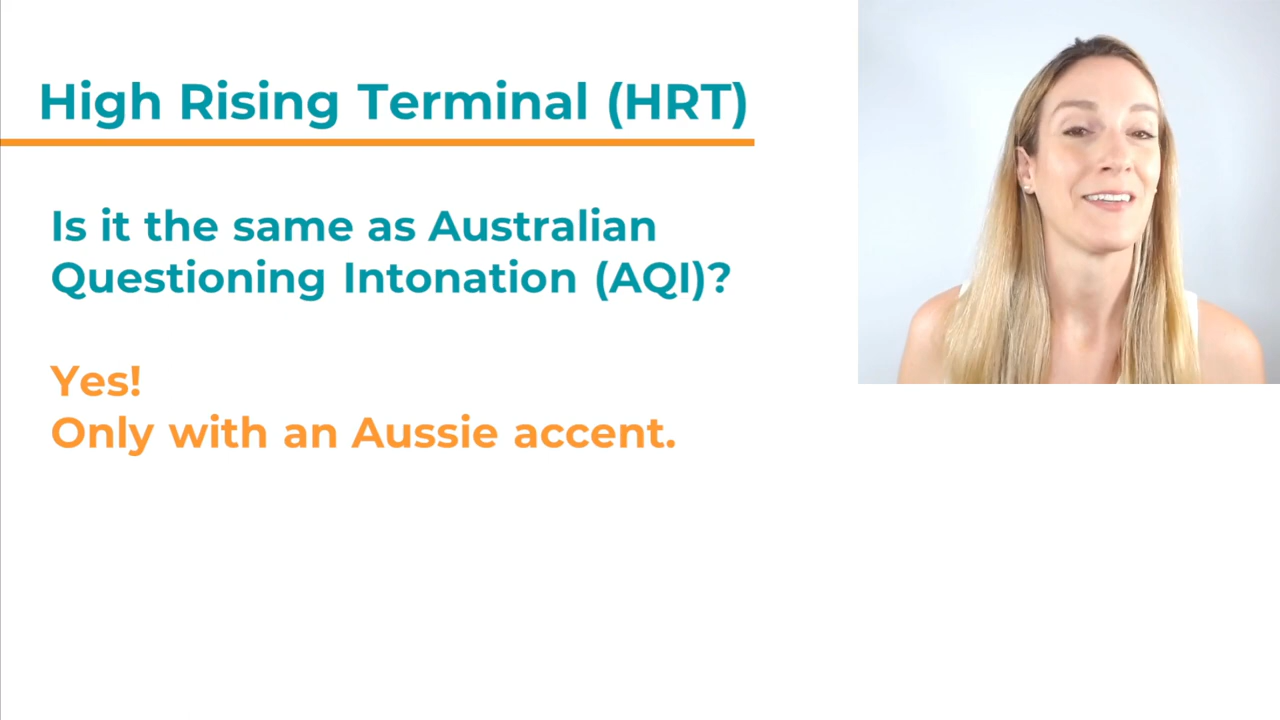 High Rising Terminal (HRT)
Is it the same as Australian
Questioning Intonation (AQI)?
Yes!
Only with an Aussie accent.